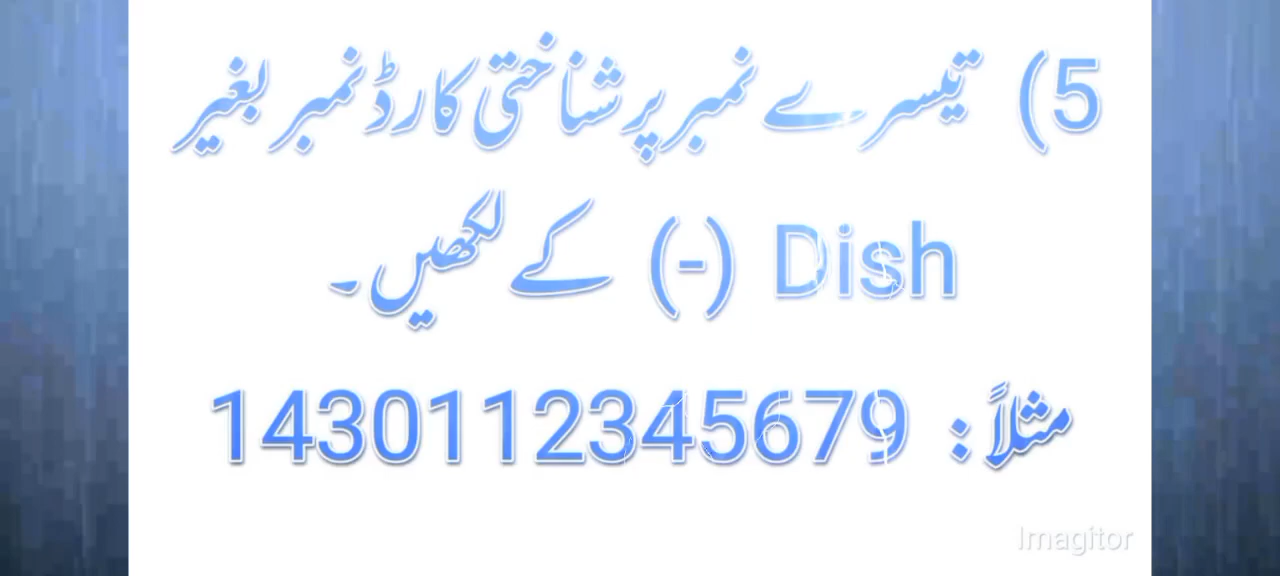 5) تیسرے نمبر پر شناختی کارڈ نمبر بغیر
Dish (-) کے لکھیں۔
مثلاً: 1430112345679
Imagitor